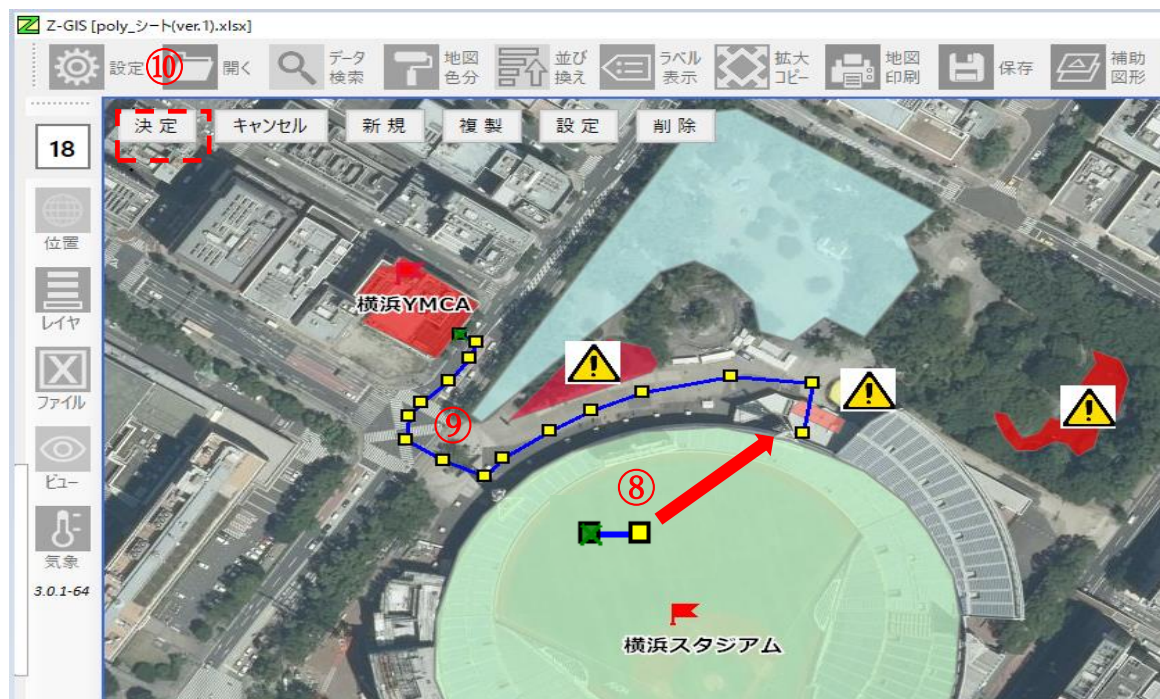 Z-GIS [poly_シート(ver.1).xlsx]
設定 ⑩ 開く データ検索 地図色分 並び換え ラベル表示 拡大コピー 地図印刷 保存 補助図形
決定 キャンセル 新規 複製 設定 削除
18
位置
レイヤ
ファイル
ビュー
気象
3.0.1-64
横浜YMCA
⑨
⑧
横浜スタジアム